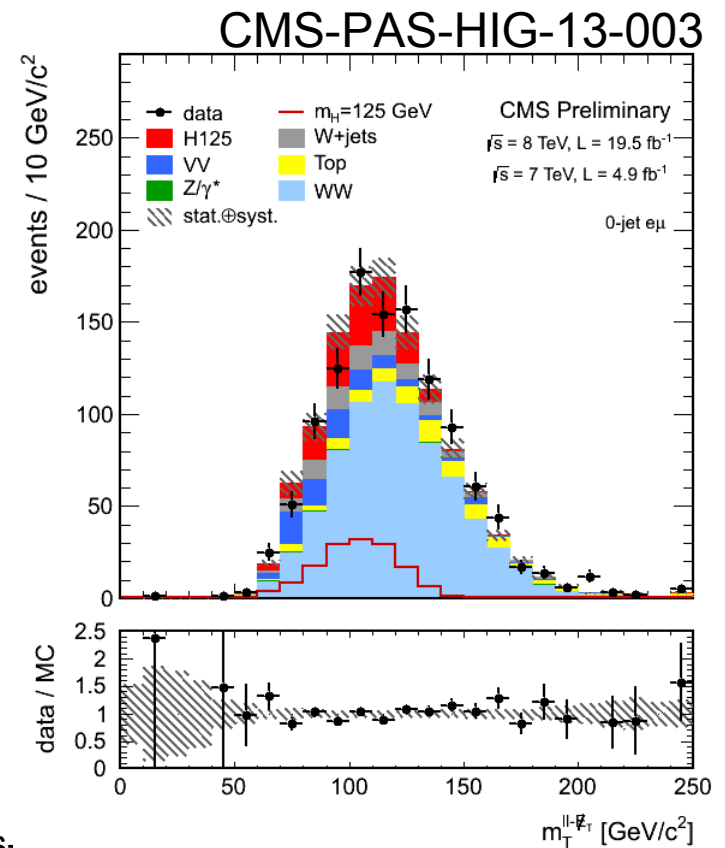 CMS-PAS-HIG-13-003
events / 10 GeV/c²
data
m_H=125 GeV
H125
W+jets
VV
Top
Z/γ*
WW
stat.⊕syst.
CMS Preliminary
√s = 8 TeV, L = 19.5 fb⁻¹
√s = 7 TeV, L = 4.9 fb⁻¹
0-jet eμ
250
200
150
100
50
0
data / MC
2.5
2
1.5
1
0.5
0
0 50 100 150 200 250
m_T^{ll-E̸_T} [GeV/c²]